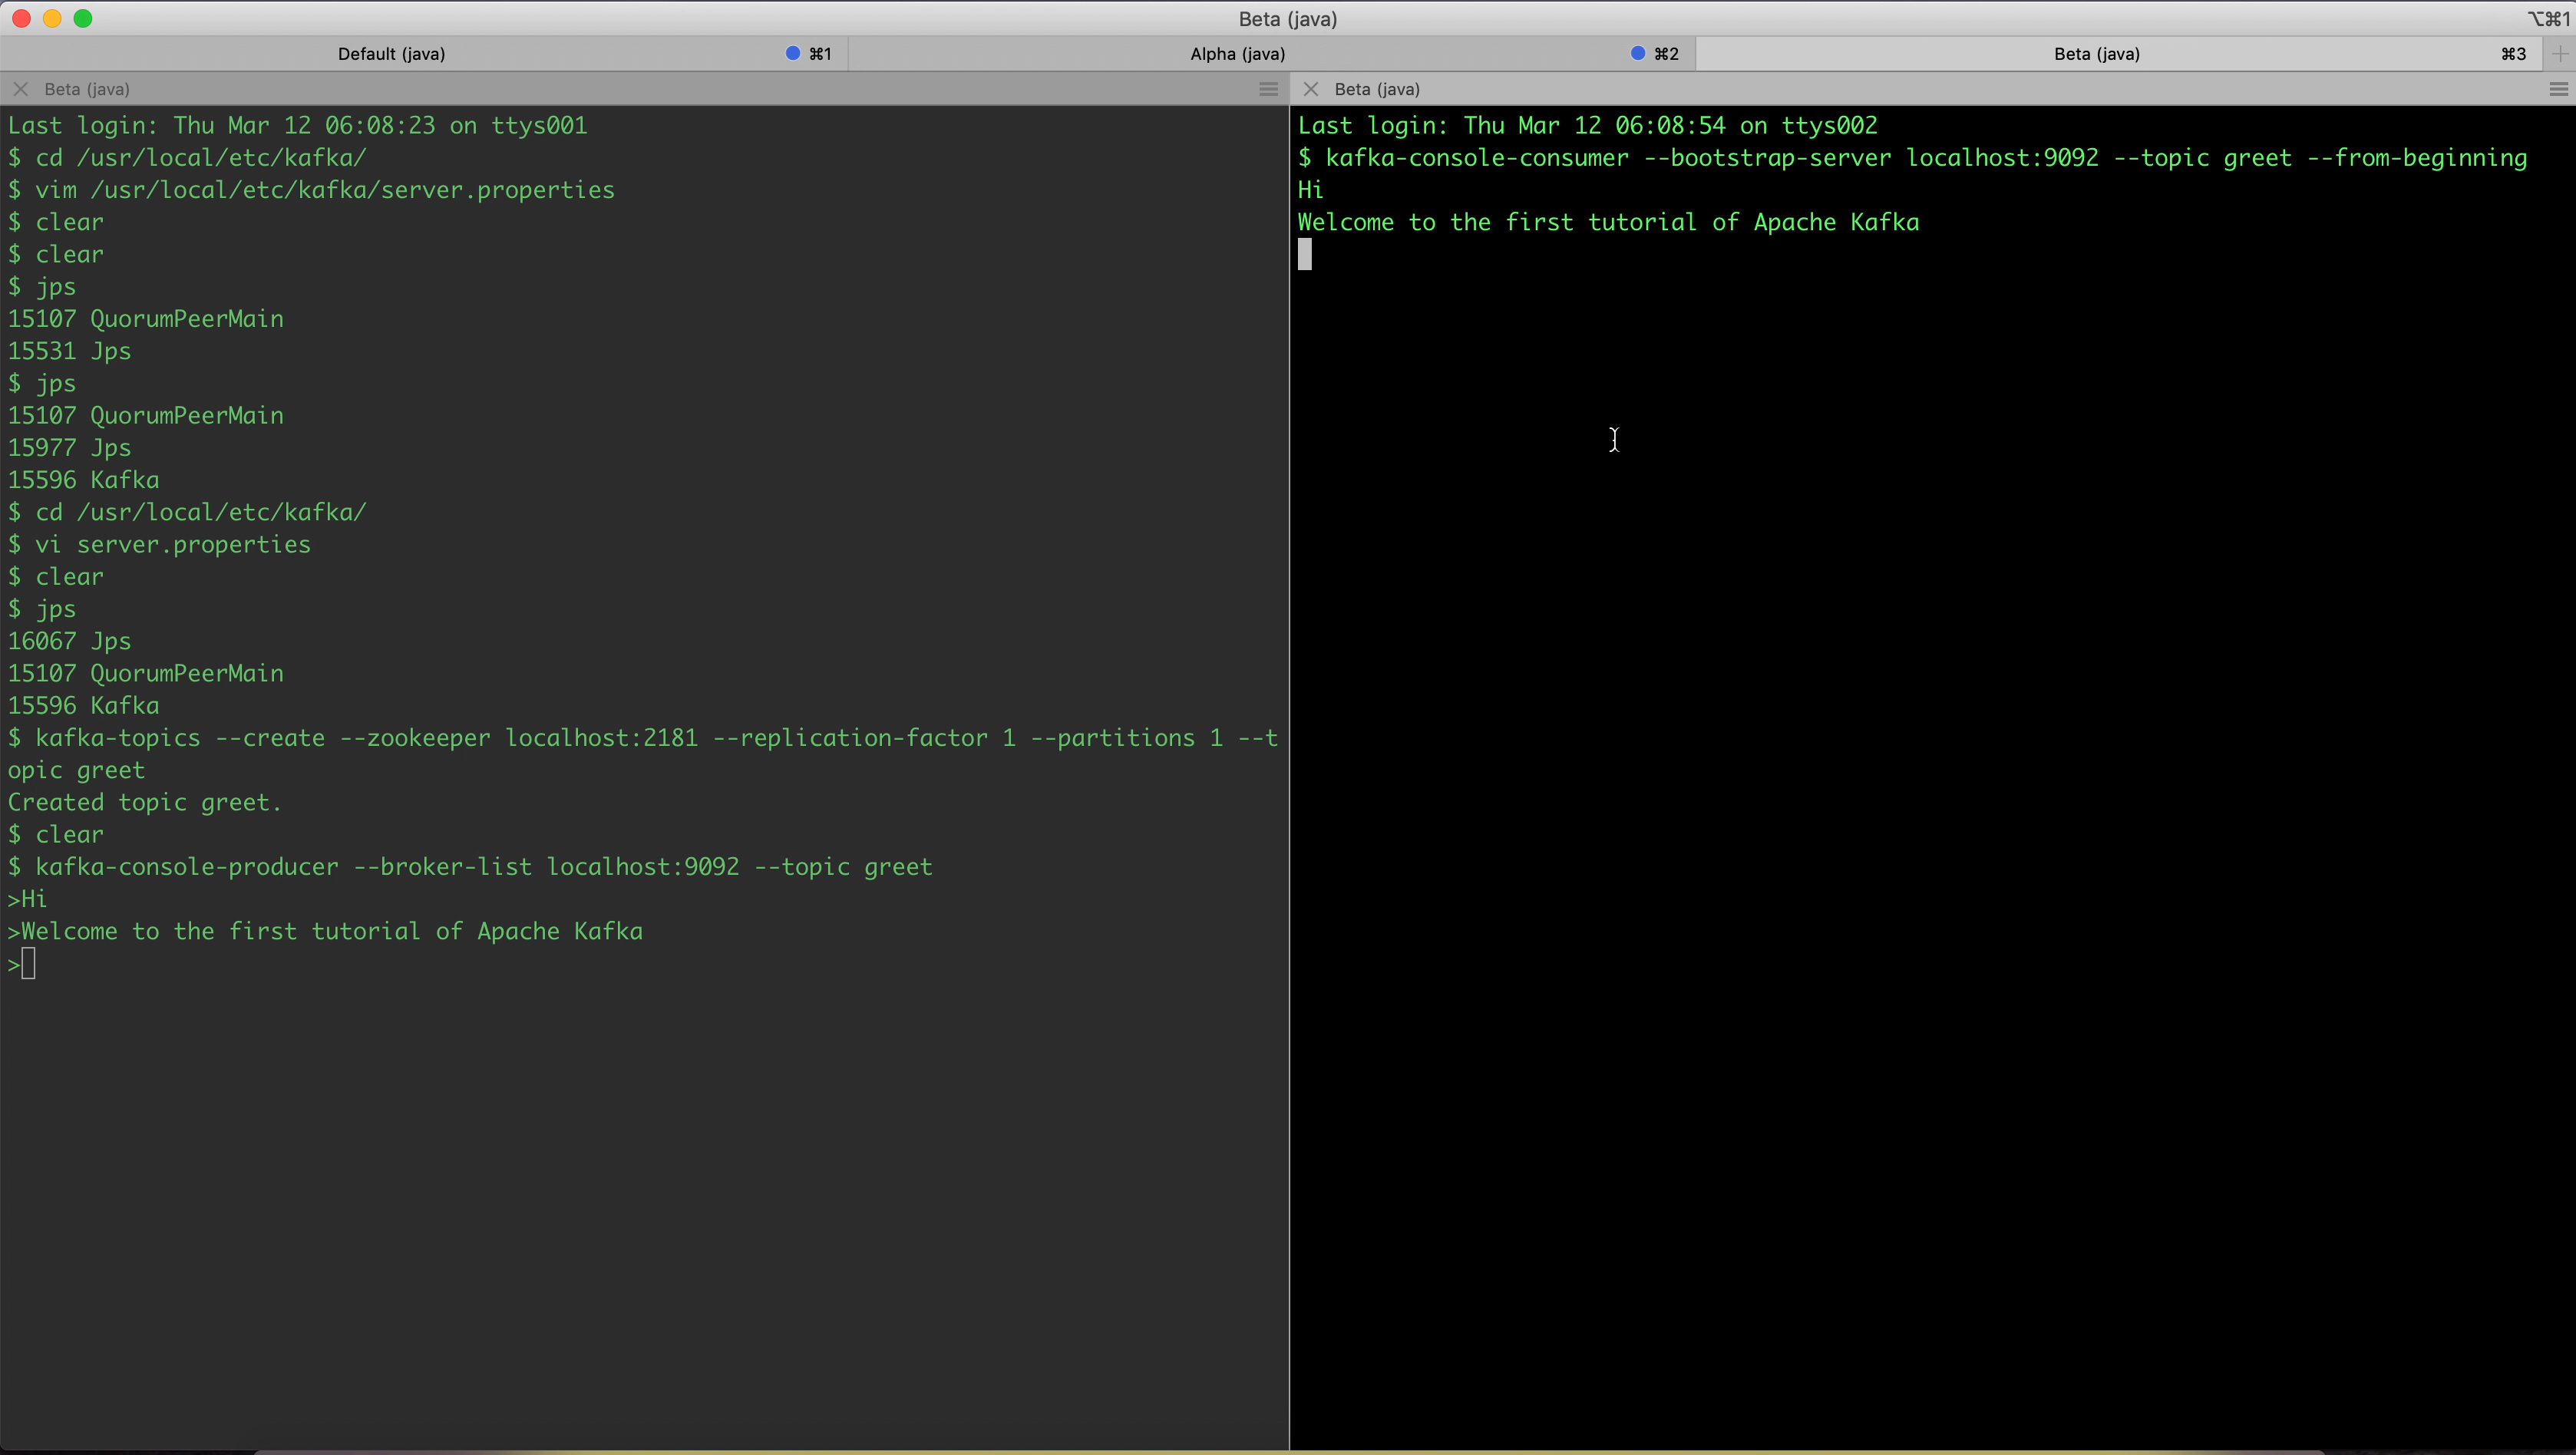 Beta (java)
⌥⌘1
Default (java)
⌘1
Alpha (java)
⌘2
Beta (java)
⌘3
Beta (java)
Last login: Thu Mar 12 06:08:23 on ttys001
$ cd /usr/local/etc/kafka/
$ vim /usr/local/etc/kafka/server.properties
$ clear
$ clear
$ jps
15107 QuorumPeerMain
15531 Jps
$ jps
15107 QuorumPeerMain
15977 Jps
15596 Kafka
$ cd /usr/local/etc/kafka/
$ vi server.properties
$ clear
$ jps
16067 Jps
15107 QuorumPeerMain
15596 Kafka
$ kafka-topics --create --zookeeper localhost:2181 --replication-factor 1 --partitions 1 --t
opic greet
Created topic greet.
$ clear
$ kafka-console-producer --broker-list localhost:9092 --topic greet
>Hi
>Welcome to the first tutorial of Apache Kafka
>
Beta (java)
Last login: Thu Mar 12 06:08:54 on ttys002
$ kafka-console-consumer --bootstrap-server localhost:9092 --topic greet --from-beginning
Hi
Welcome to the first tutorial of Apache Kafka